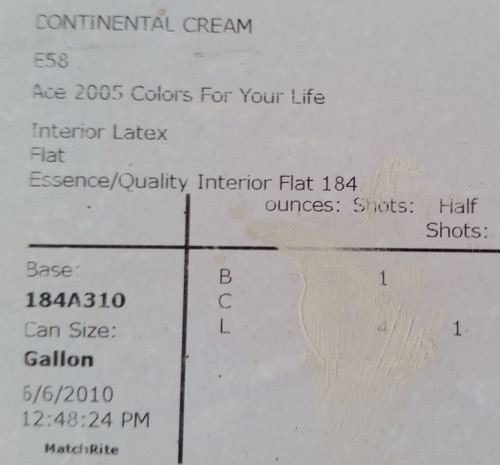 CONTINENTAL CREAM
E58
Ace 2005 Colors For Your Life
Interior Latex
Flat
Essence/Quality Interior Flat 184
ounces: Shots: Half
Shots:
Base:
184A310
Can Size:
Gallon
6/6/2010
12:48:24 PM
MatchRite
B 1
C
L 4 1